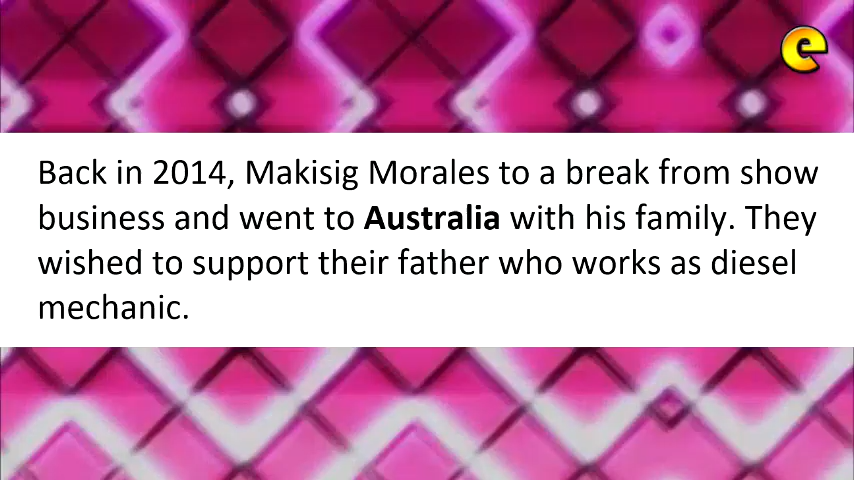 e
Back in 2014, Makisig Morales to a break from show
business and went to Australia with his family. They
wished to support their father who works as diesel
mechanic.